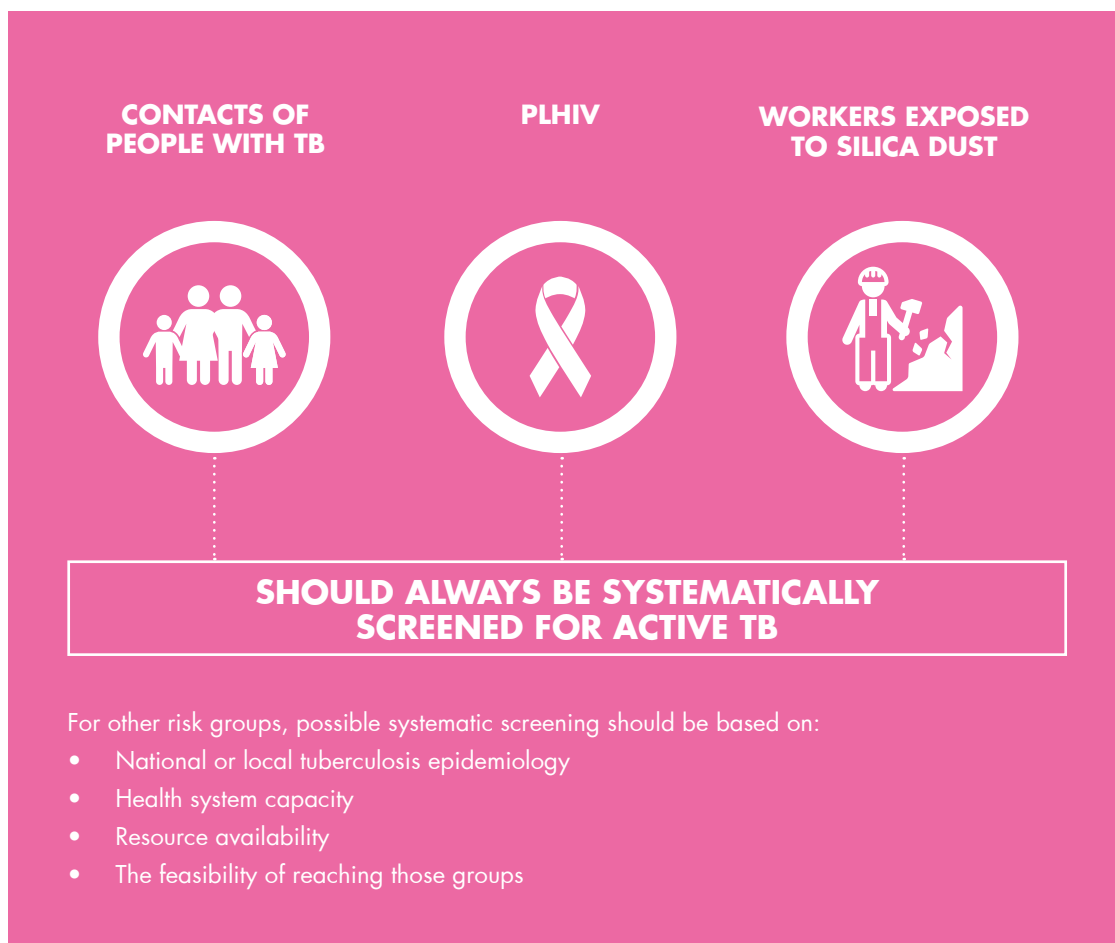 CONTACTS OF
PEOPLE WITH TB
PLHIV
WORKERS EXPOSED
TO SILICA DUST
SHOULD ALWAYS BE SYSTEMATICALLY
SCREENED FOR ACTIVE TB
For other risk groups, possible systematic screening should be based on:
• National or local tuberculosis epidemiology
• Health system capacity
• Resource availability
• The feasibility of reaching those groups